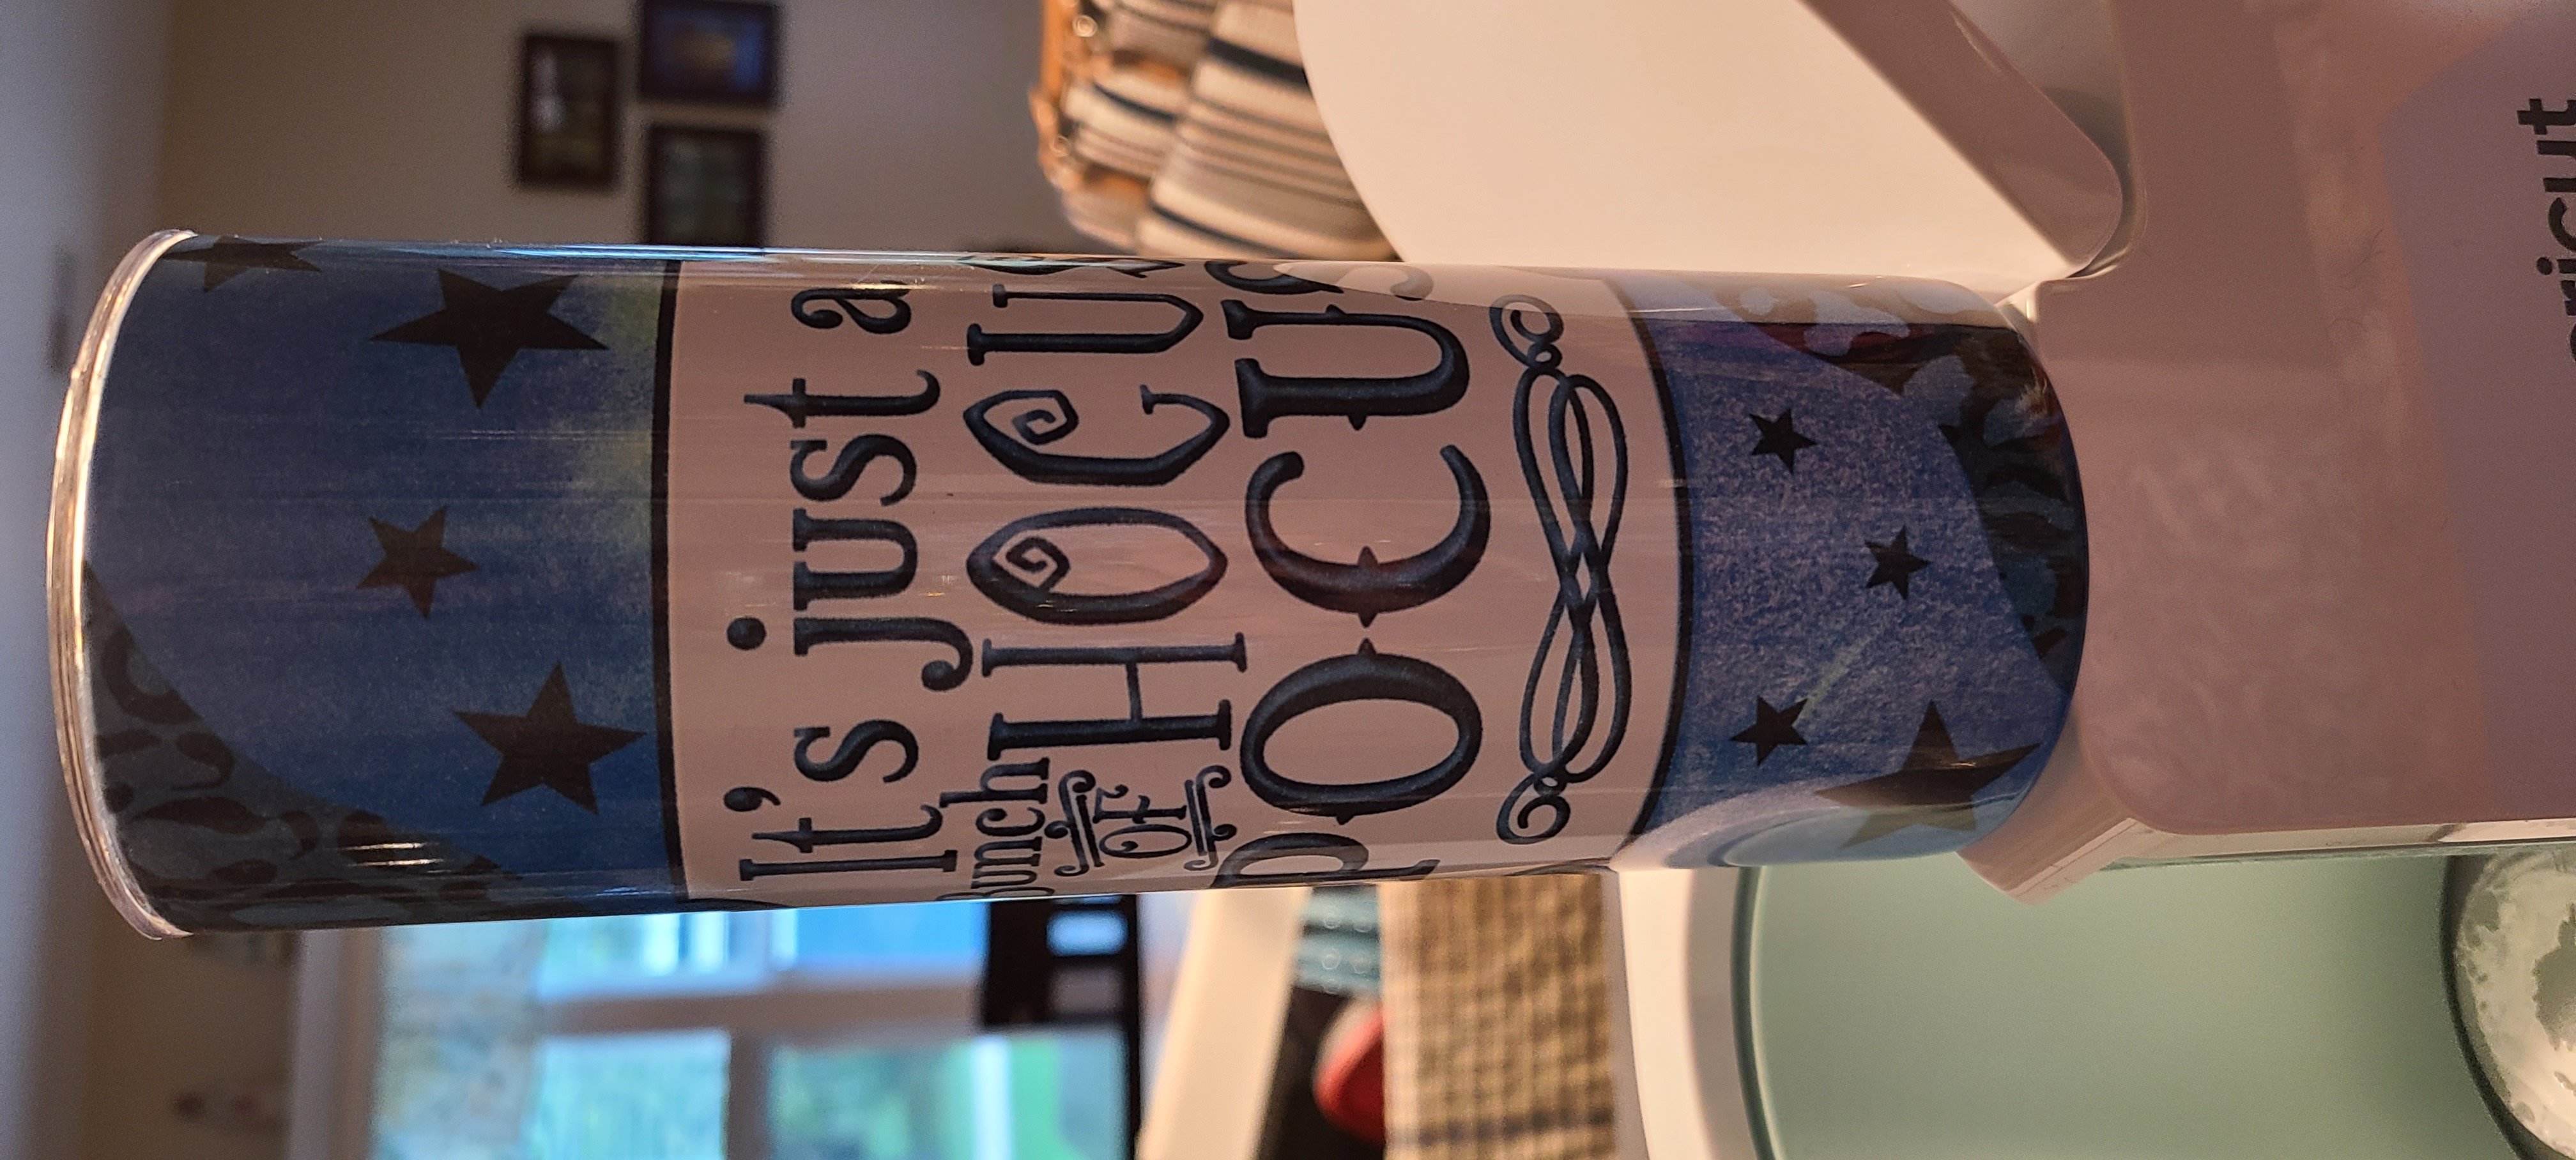 It's just a
bunch OF HOCUS
POCUS
cricut